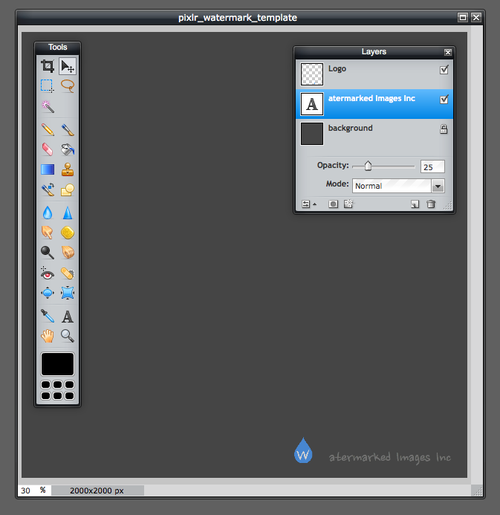 pixlr_watermark_template
Tools
Layers
Logo
A atermarked Images Inc
background
Opacity: 25
Mode: Normal
A
W atermarked Images Inc
30 % 2000x2000 px